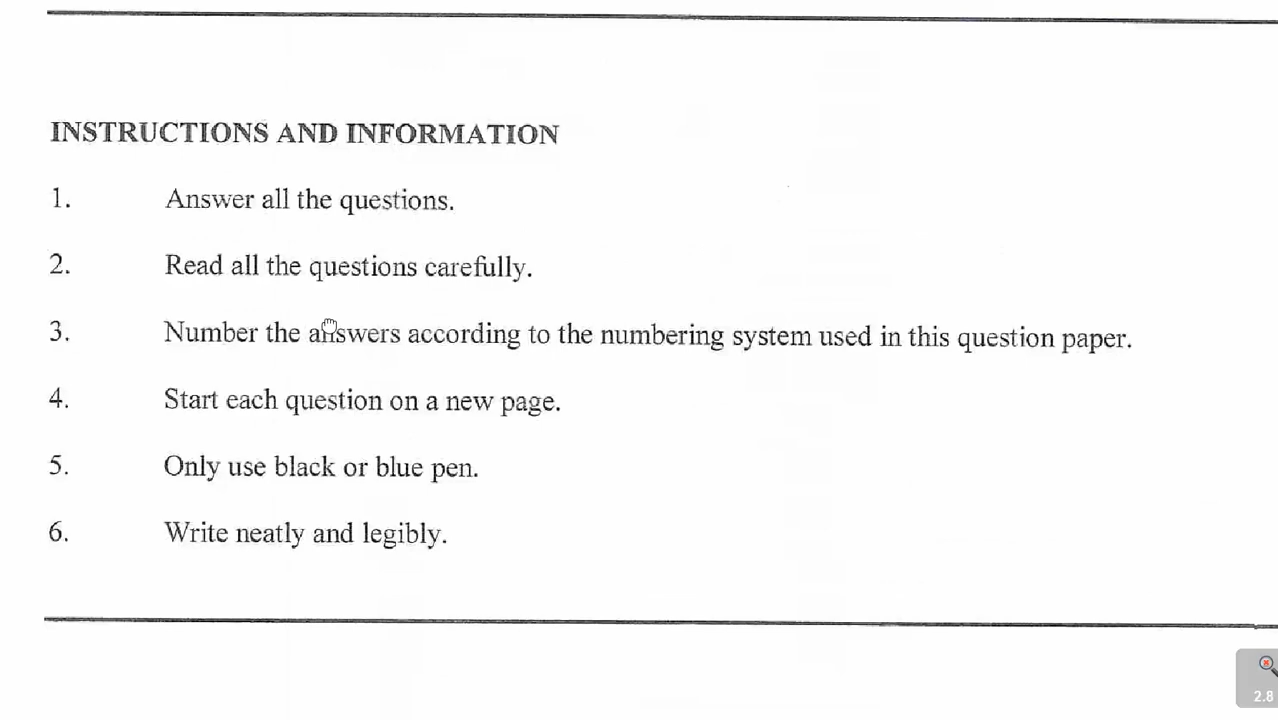 INSTRUCTIONS AND INFORMATION
1. Answer all the questions.
2. Read all the questions carefully.
3. Number the answers according to the numbering system used in this question paper.
4. Start each question on a new page.
5. Only use black or blue pen.
6. Write neatly and legibly.
2.8